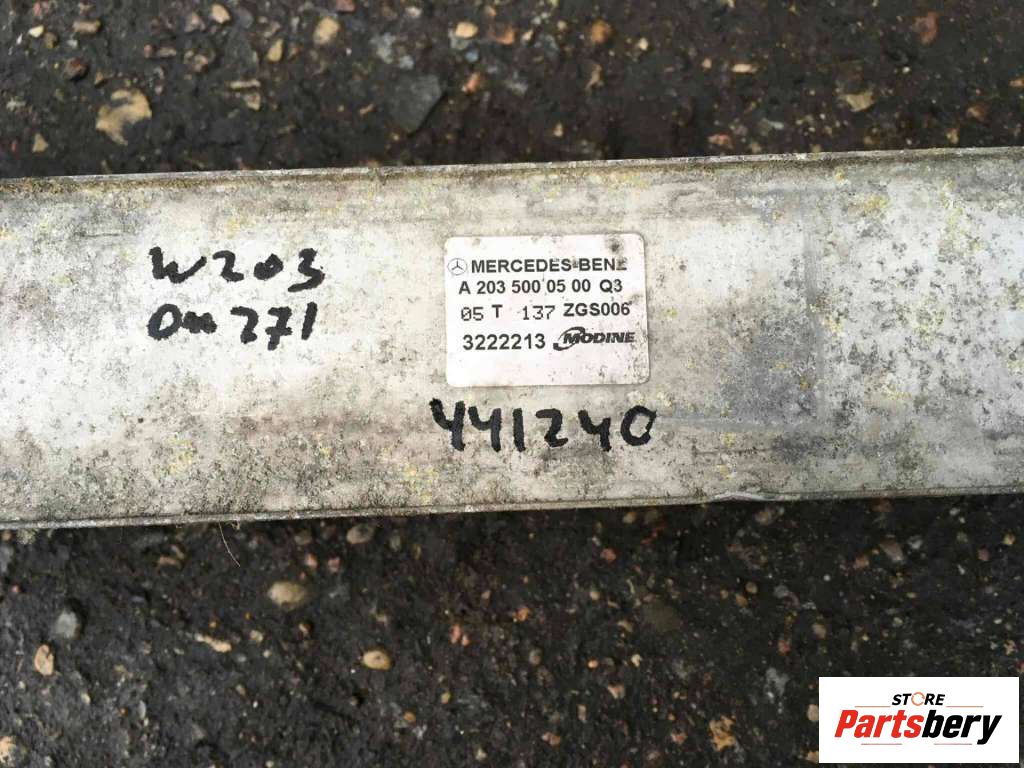 W203
Om271
MERCEDES-BENZ
A 203 500 05 00 Q3
05 T 137 ZGS006
3222213 MODINE
441240
STORE
Partsbery